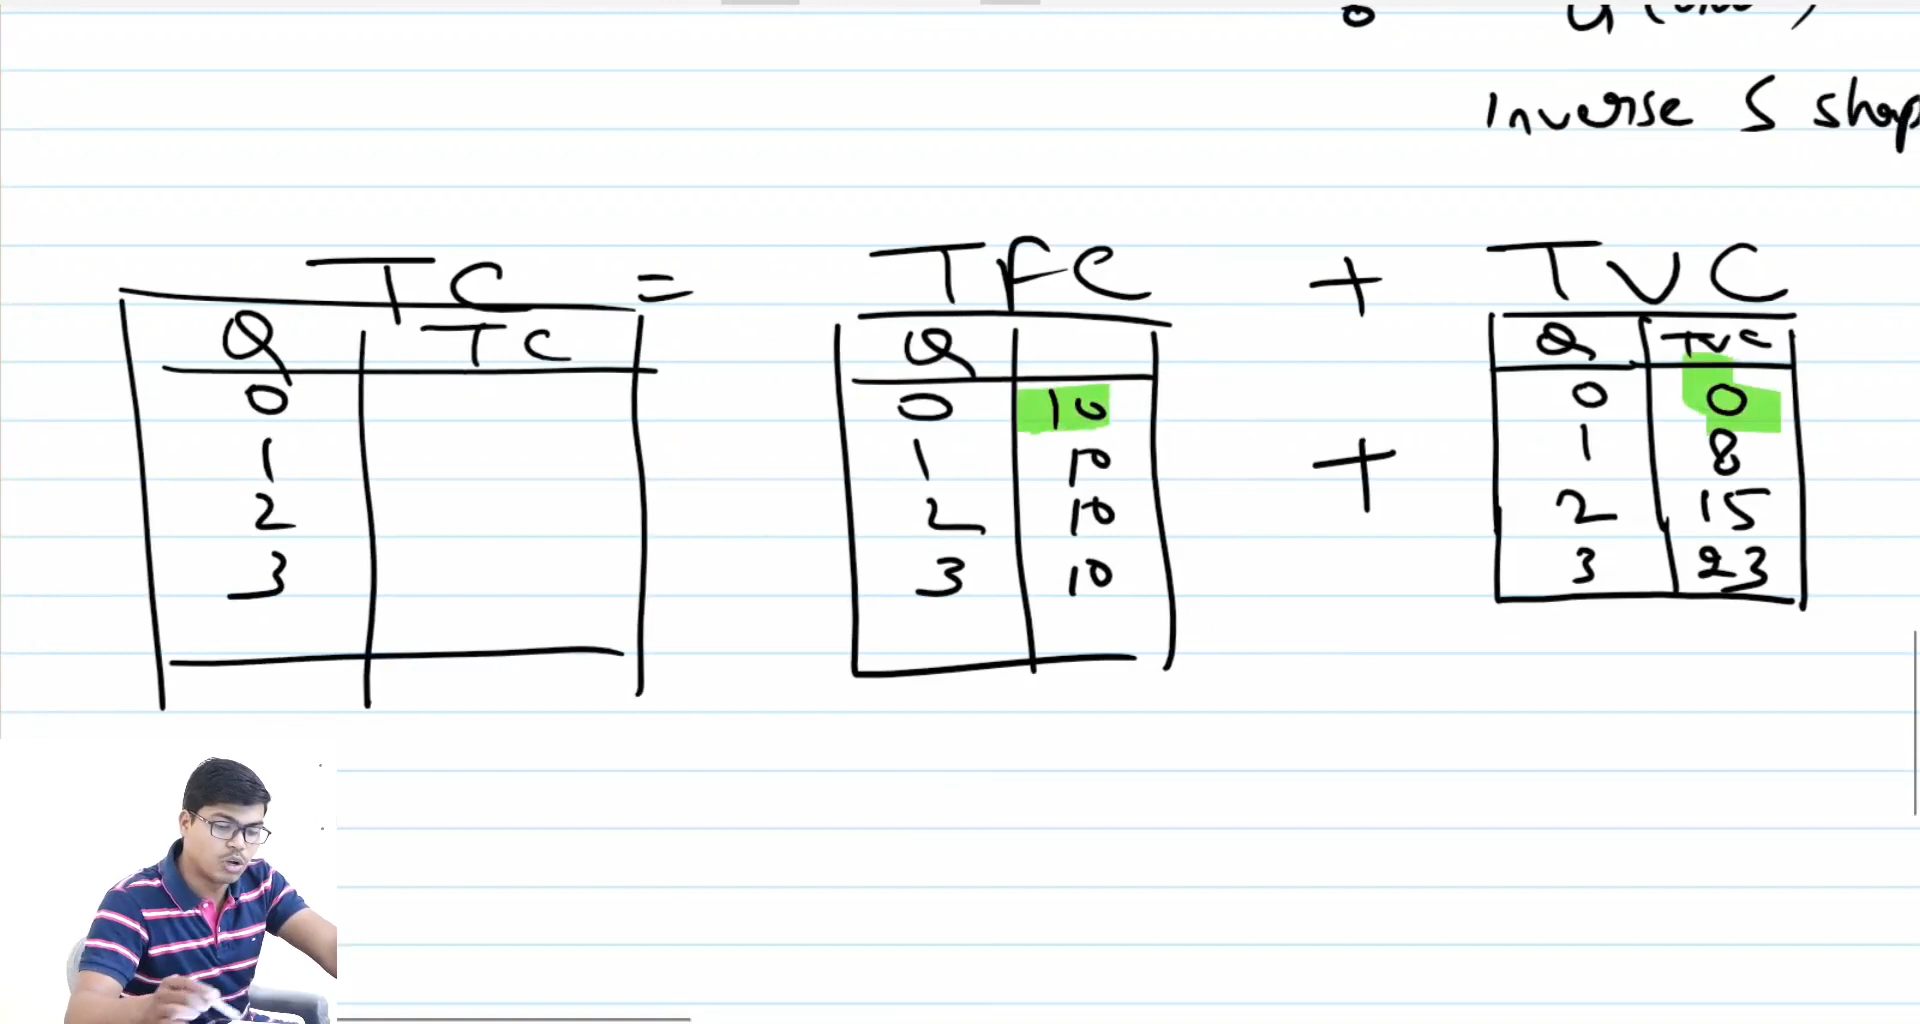 Inverse S
TC = TFC + TVC
Q TC Q Q TVC
0 0 10 0 0
1 1 10 + 1 8
2 2 10 2 15
3 3 10 3 23